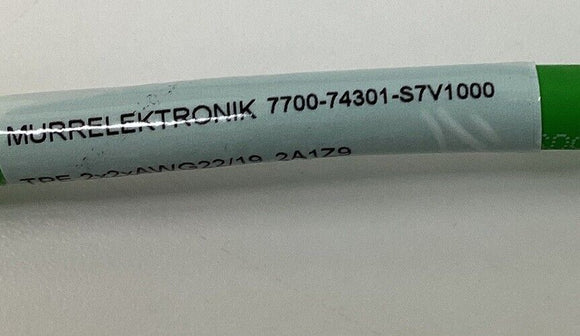 MURRELEKTRONIK 7700-74301-S7V1000
TPE 2x2xAWG22/19 2A1Z9